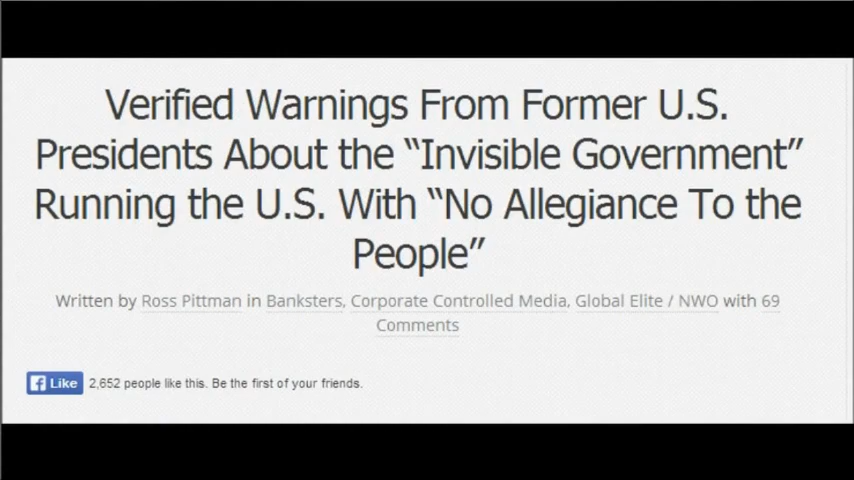 Verified Warnings From Former U.S.
Presidents About the “Invisible Government”
Running the U.S. With “No Allegiance To the
People”
Written by Ross Pittman in Banksters, Corporate Controlled Media, Global Elite / NWO with 69
Comments
Like 2,652 people like this. Be the first of your friends.